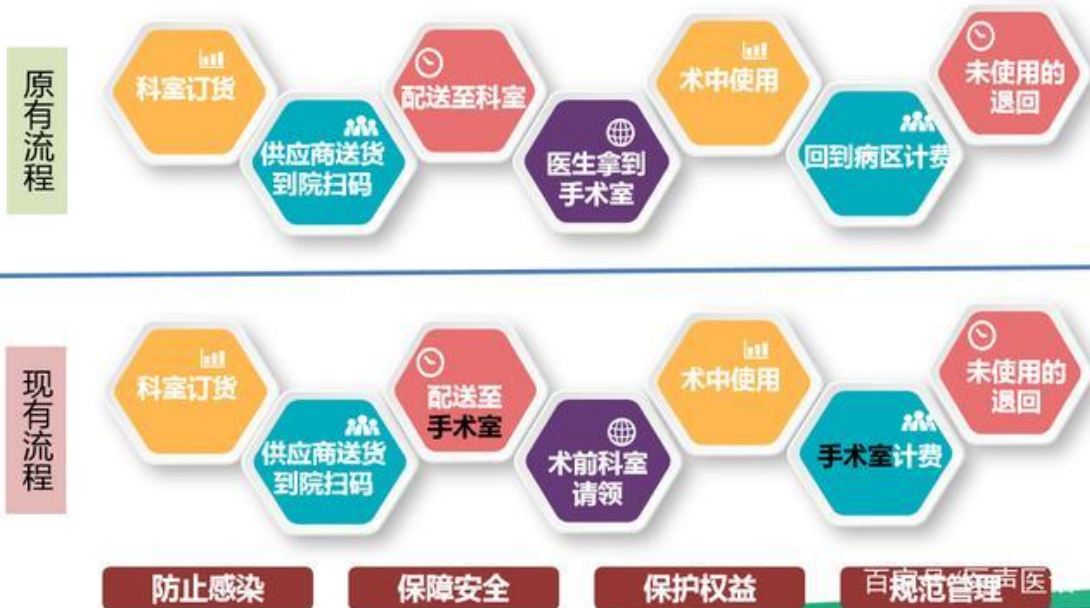 原有流程
科室订货
供应商送货
到院扫码
配送至科室
医生拿到
手术室
术中使用
回到病区计费
未使用的
退回
现有流程
科室订货
供应商送货
到院扫码
配送至
手术室
术前科室
请领
术中使用
手术室计费
未使用的
退回
防止感染
保障安全
保护权益
规范管理
百家号
声医